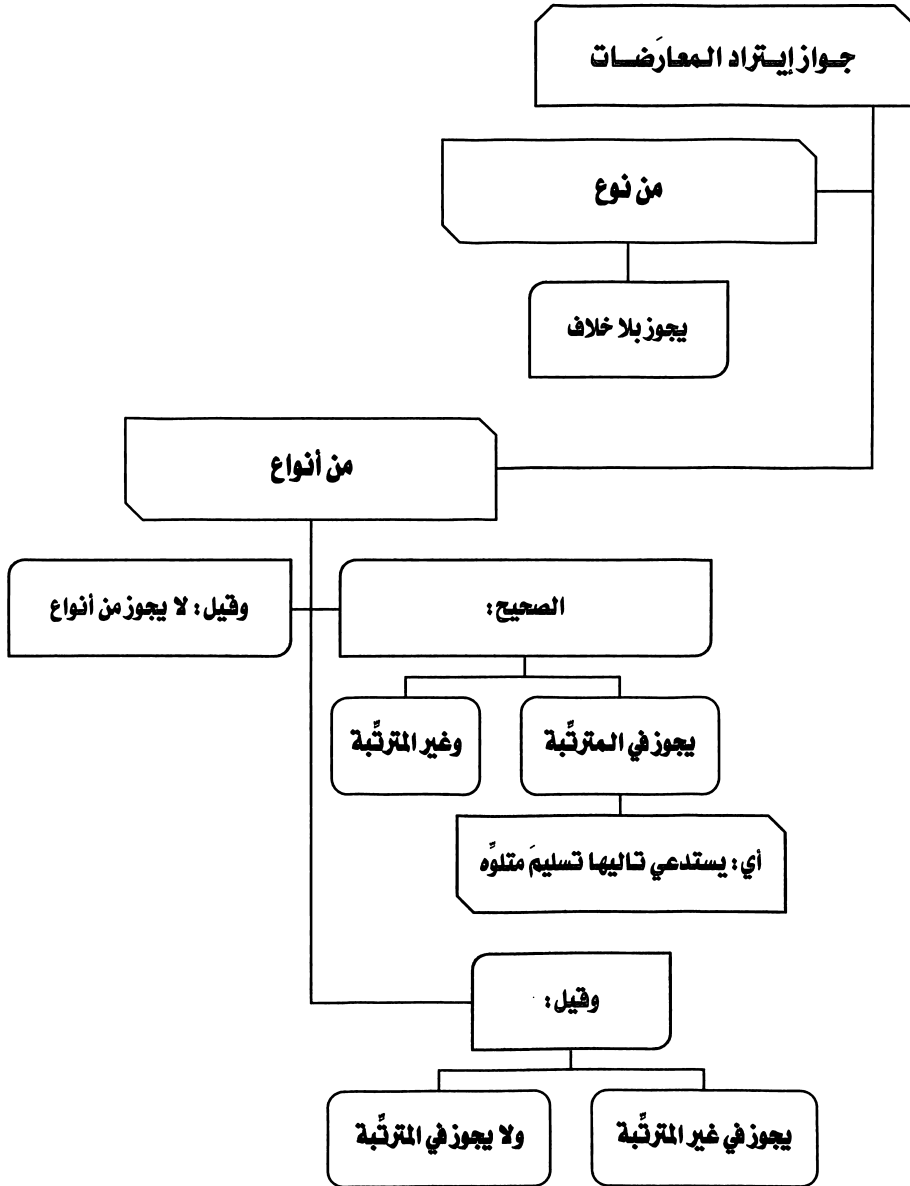 جواز إيتراد المعارَضات
من نوع
يجوز بلا خلاف
من أنواع
الصحيح:
وقيل: لا يجوز من أنواع
يجوز في المترتِّبة
وغير المترتِّبة
أي: يستدعي تاليها تسليمَ متلوِّه
وقيل:
يجوز في غير المترتِّبة
ولا يجوز في المترتِّبة